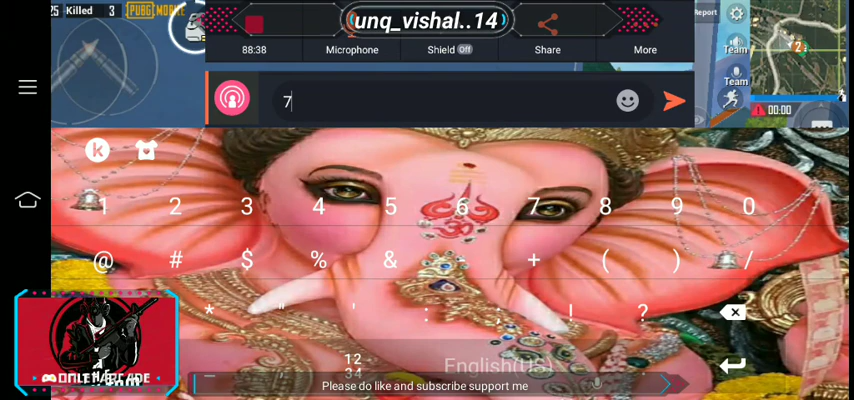 25 Killed 3 PUBG MOBILE
unq_vishal..14
88:38 Microphone Shield Off Share More
Report
Team
Team
2
00:00
7
k
1 2 3 4 5 6 7 8 9 0
@ # $ % & + ( ) /
* " ' : ; ! ?
12
34
English(US)
Please do like and subscribe support me